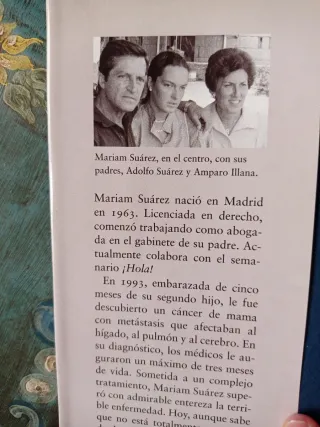 Mariam Suárez, en el centro, con sus
padres, Adolfo Suárez y Amparo Illana.
Mariam Suárez nació en Madrid
en 1963. Licenciada en derecho,
comenzó trabajando como aboga-
da en el gabinete de su padre. Ac-
tualmente colabora con el sema-
nario ¡Hola!
En 1993, embarazada de cinco
meses de su segundo hijo, le fue
descubierto un cáncer de mama
con metástasis que afectaban al
hígado, al pulmón y al cerebro. En
su diagnóstico, los médicos le au-
guraron un máximo de tres meses
de vida. Sometida a un complejo
tratamiento, Mariam Suárez supe-
ró con admirable entereza la terri-
ble enfermedad. Hoy, aunque sabe
que no está totalmente